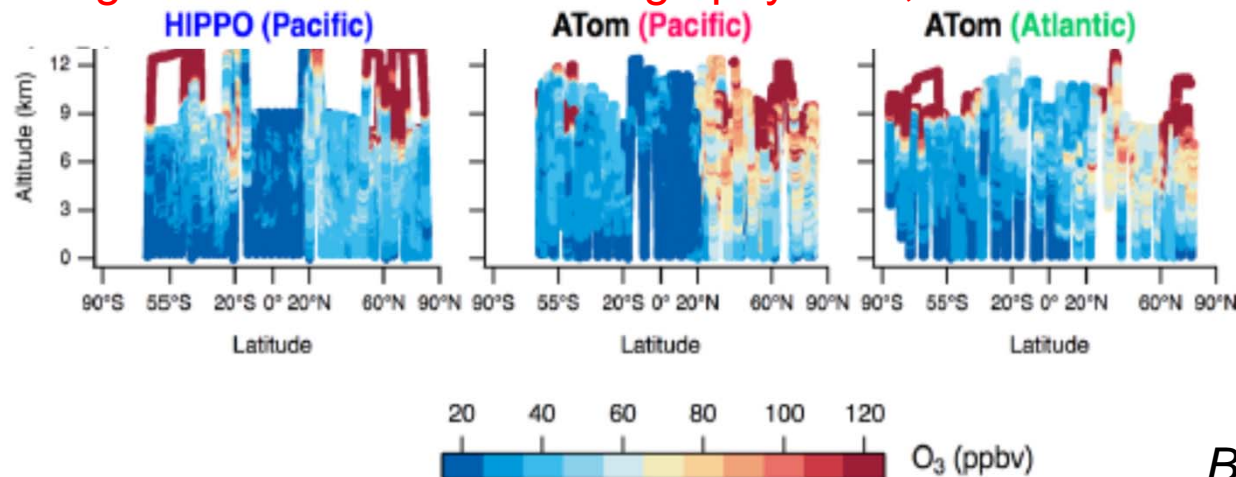 HIPPO (Pacific) ATom (Pacific) ATom (Atlantic)
Altitude (km)
12
9
6
3
0
90°S 55°S 20°S 0° 20°N 60°N 90°N 90°S 55°S 20°S 0° 20°N 60°N 90°N 90°S 55°S 20°S 0° 20°N 60°N 90°N
Latitude Latitude Latitude
20 40 60 80 100 120
O₃ (ppbv)
B